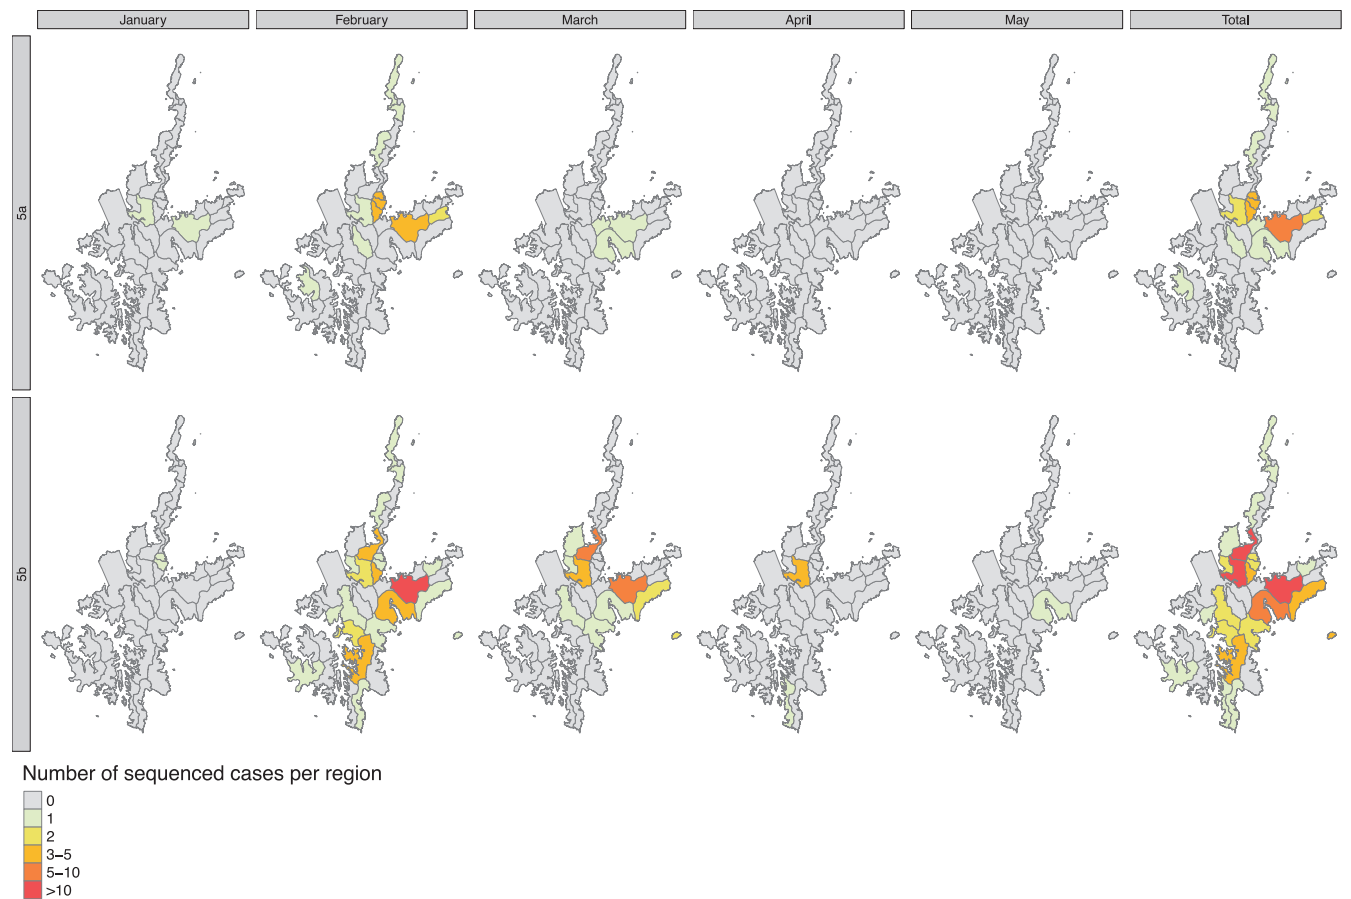 January
February
March
April
May
Total
5a
5b
Number of sequenced cases per region
0
1
2
3–5
5–10
>10